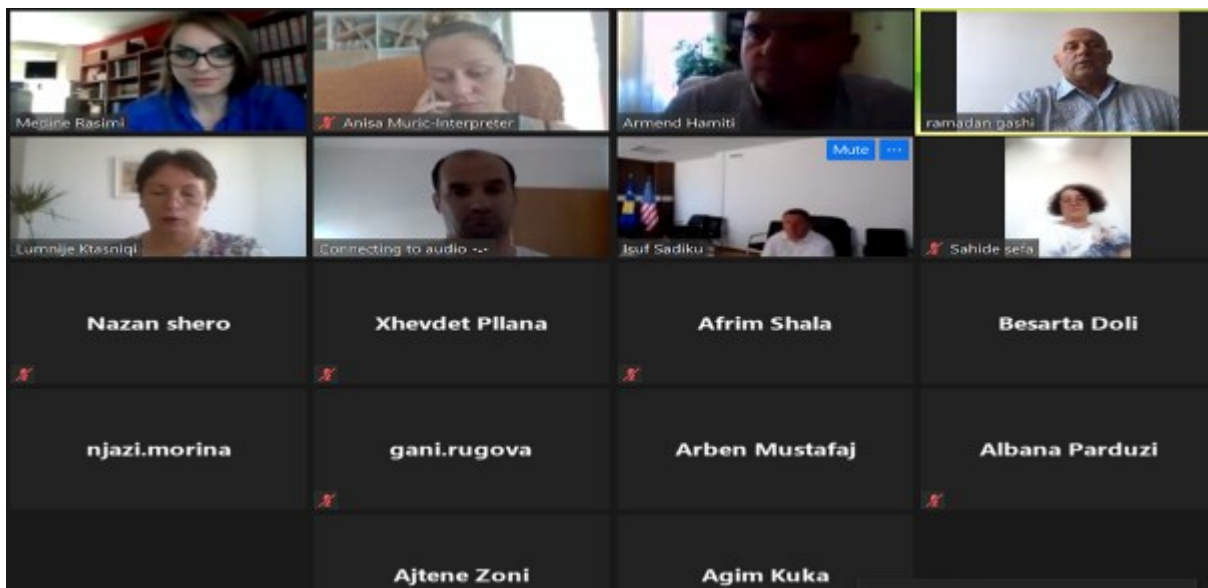 Medine Rasimi
Anisa Muric-Interpreter
Armend Hamiti
ramadan gashi
Lumnije Ktasniqi
Connecting to audio
Mute
Isuf Sadiku
Sahide sefa
Nazan shero
Xhevdet Pllana
Afrim Shala
Besarta Doli
njazi.morina
gani.rugova
Arben Mustafaj
Albana Parduzi
Ajtene Zoni
Agim Kuka